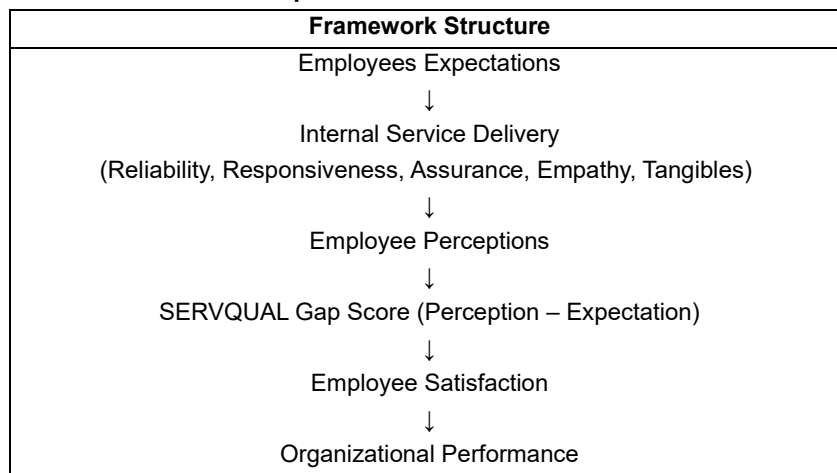 Framework Structure
Employees Expectations
↓
Internal Service Delivery
(Reliability, Responsiveness, Assurance, Empathy, Tangibles)
↓
Employee Perceptions
↓
SERVQUAL Gap Score (Perception – Expectation)
↓
Employee Satisfaction
↓
Organizational Performance